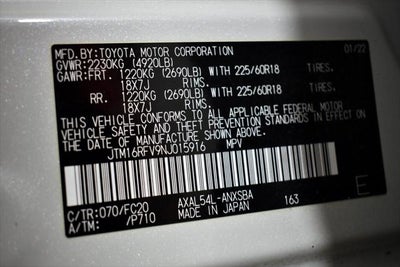 MFD.BY:TOYOTA MOTOR CORPORATION 01/22
GVWR:2230KG (4920LB)
GAWR:FRT. 1220KG (2690LB) WITH 225/60R18 TIRES.
18X7J RIMS.
RR. 1220KG (2690LB) WITH 225/60R18 TIRES.
18X7J RIMS.
THIS VEHICLE CONFORMS TO ALL APPLICABLE FEDERAL MOTOR
VEHICLE SAFETY AND THEFT PREVENTION STANDARDS IN EFFECT ON
THE DATE OF MANUFACTURE SHOWN ABOVE.
JTM16RFV9NJ015916 MPV
C/TR:070/FC20 AXAL54L-ANXSBA 163
A/TM: /P710 MADE IN JAPAN E